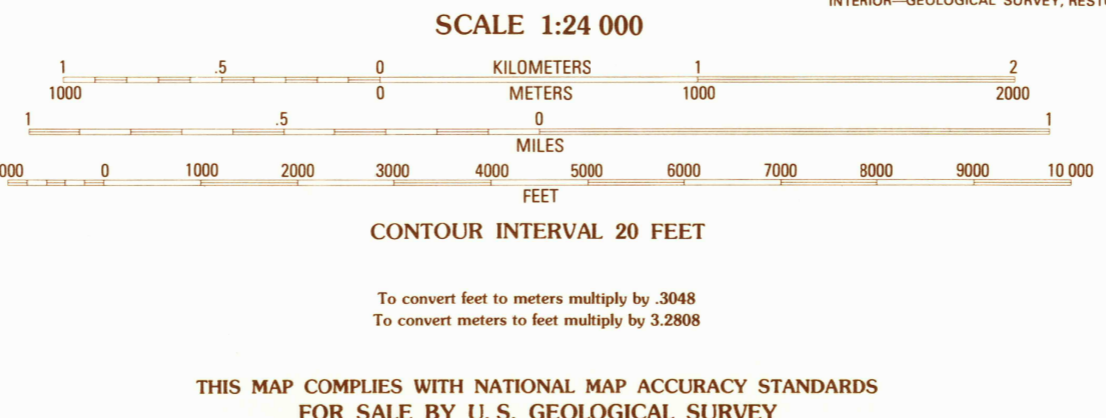 INTERIOR—GEOLOGICAL SURVEY,
SCALE 1:24 000
1 .5 0 KILOMETERS 1 2
1000 0 METERS 1000 2000
1 .5 0 1
MILES
0 1000 2000 3000 4000 5000 6000 7000 8000 9000 10 000
FEET
CONTOUR INTERVAL 20 FEET
To convert feet to meters multiply by .3048
To convert meters to feet multiply by 3.2808
THIS MAP COMPLIES WITH NATIONAL MAP ACCURACY STANDARDS
FOR SALE BY U. S. GEOLOGICAL SURVEY